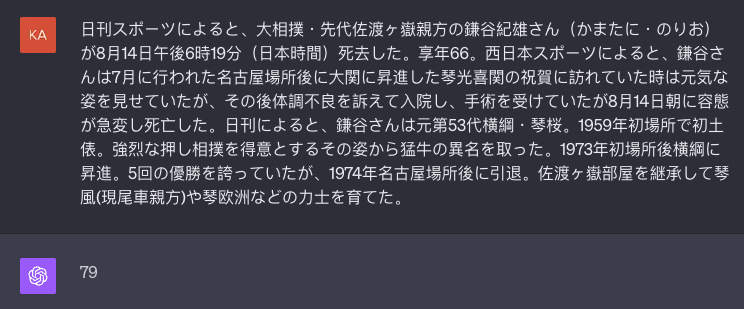 KA
日刊スポーツによると、大相撲・先代佐渡ヶ嶽親方の鎌谷紀雄さん（かまたに・のりお）
が8月14日午後6時19分（日本時間）死去した。享年66。西日本スポーツによると、鎌谷さ
んは7月に行われた名古屋場所後に大関に昇進した琴光喜関の祝賀に訪れていた時は元気な
姿を見せていたが、その後体調不良を訴えて入院し、手術を受けていたが8月14日朝に容態
が急変し死亡した。日刊によると、鎌谷さんは元第53代横綱・琴桜。1959年初場所で初土
俵。強烈な押し相撲を得意とするその姿から猛牛の異名を取った。1973年初場所後横綱に
昇進。5回の優勝を誇っていたが、1974年名古屋場所後に引退。佐渡ヶ嶽部屋を継承して琴
風(現尾車親方)や琴欧洲などの力士を育てた。
79